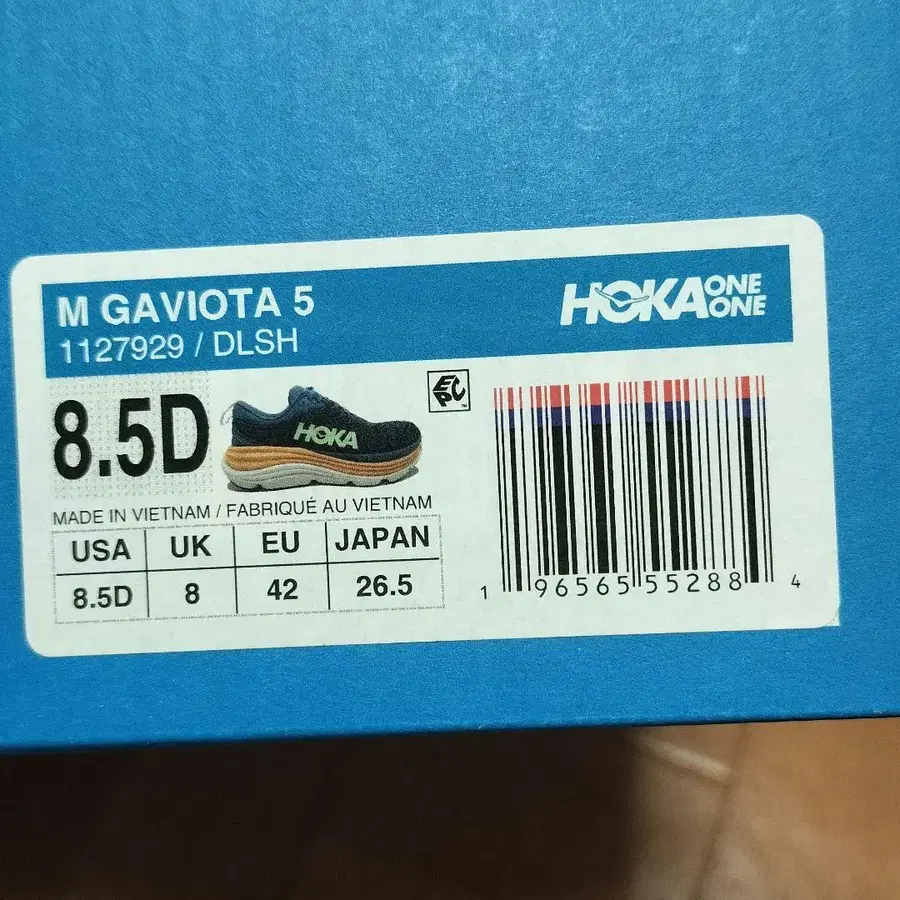 M GAVIOTA 5
1127929 / DLSH
HOKA ONE ONE
8.5D
HOKA
EPC
MADE IN VIETNAM / FABRIQUÉ AU VIETNAM
USA UK EU JAPAN
8.5D 8 42 26.5
1 96565 55288 4